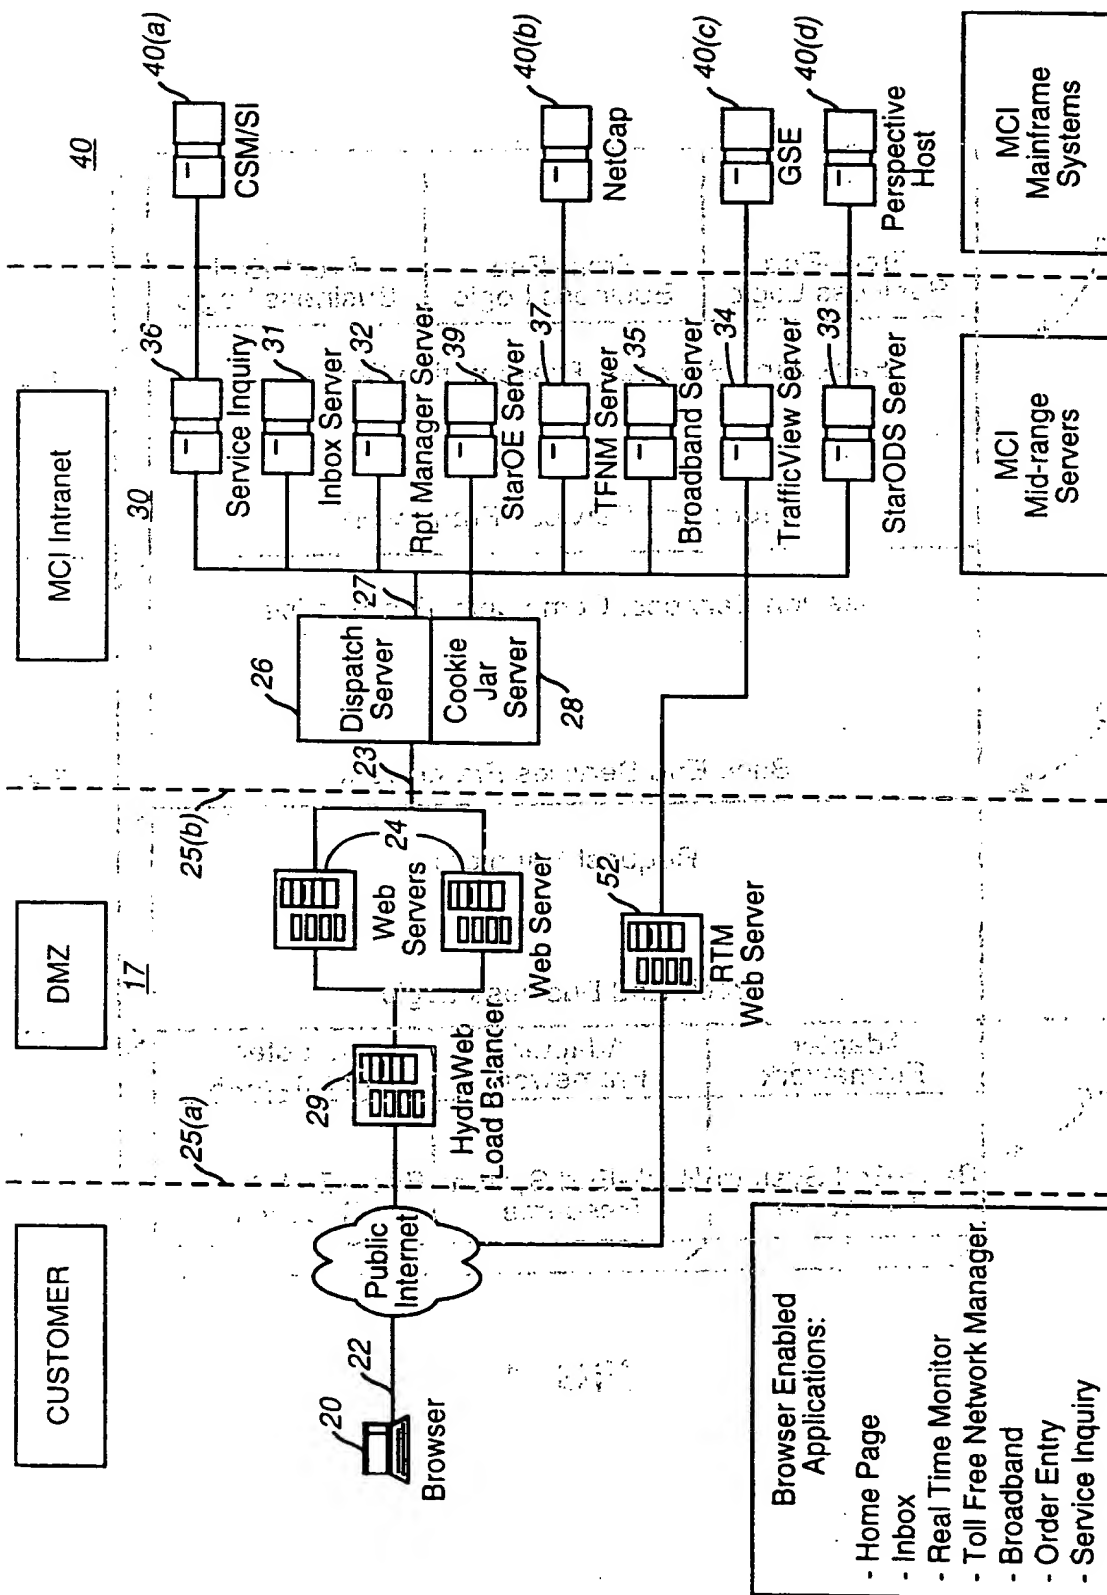 CUSTOMER
DMZ
MCI Intranet
17
30
40
25(a)
25(b)
20
Browser
22
Public
Internet
29
HydraWeb
Load Balancer
24
Web
Servers
Web Server
52
RTM
Web Server
23
26
Dispatch
Server
Cookie
Jar
Server
28
27
36
Service Inquiry
31
Inbox Server
32
Rpt Manager Server
39
StarOE Server
37
TFNM Server
35
Broadband Server
34
TrafficView Server
33
StarODS Server
40(a)
CSM/SI
40(b)
NetCap
40(c)
GSE
40(d)
Perspective
Host
Browser Enabled
Applications:
- Home Page
- Inbox
- Real Time Monitor
- Toll Free Network Manager
- Broadband
- Order Entry
- Service Inquiry
MCI
Mid-range
Servers
MCI
Mainframe
Systems